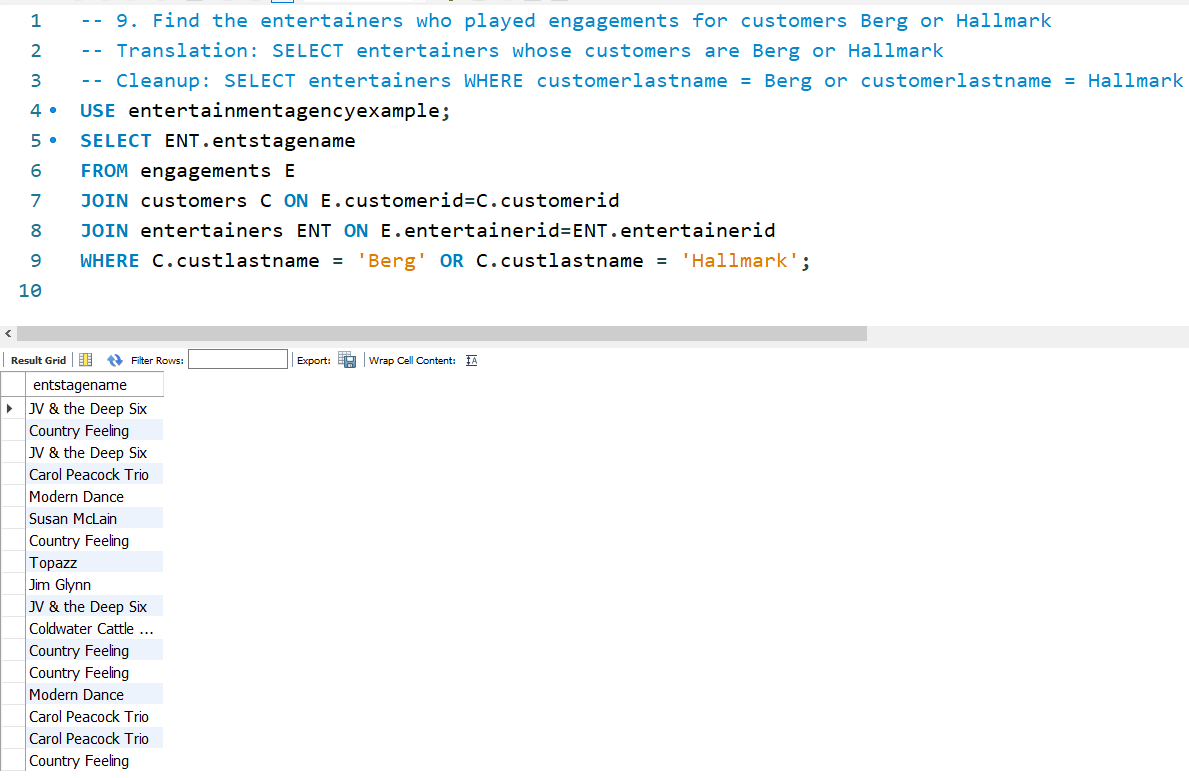 1 -- 9. Find the entertainers who played engagements for customers Berg or Hallmark
2 -- Translation: SELECT entertainers whose customers are Berg or Hallmark
3 -- Cleanup: SELECT entertainers WHERE customerlastname = Berg or customerlastname = Hallmark
4 USE entertainmentagencyexample;
5 SELECT ENT.entstagename
6 FROM engagements E
7 JOIN customers C ON E.customerid=C.customerid
8 JOIN entertainers ENT ON E.entertainerid=ENT.entertainerid
9 WHERE C.custlastname = 'Berg' OR C.custlastname = 'Hallmark';
10
Result Grid Filter Rows: Export: Wrap Cell Content:
entstagename
JV & the Deep Six
Country Feeling
JV & the Deep Six
Carol Peacock Trio
Modern Dance
Susan McLain
Country Feeling
Topazz
Jim Glynn
JV & the Deep Six
Coldwater Cattle ...
Country Feeling
Country Feeling
Modern Dance
Carol Peacock Trio
Carol Peacock Trio
Country Feeling